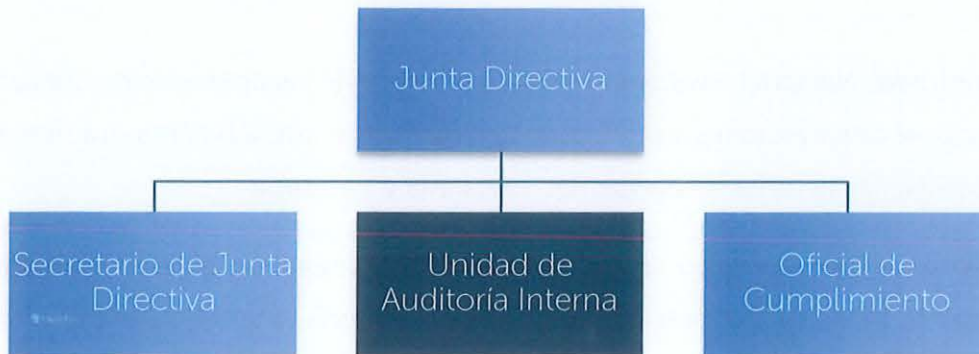 Junta Directiva
Secretario de Junta
Directiva
Unidad de
Auditoría Interna
Oficial de
Cumplimiento